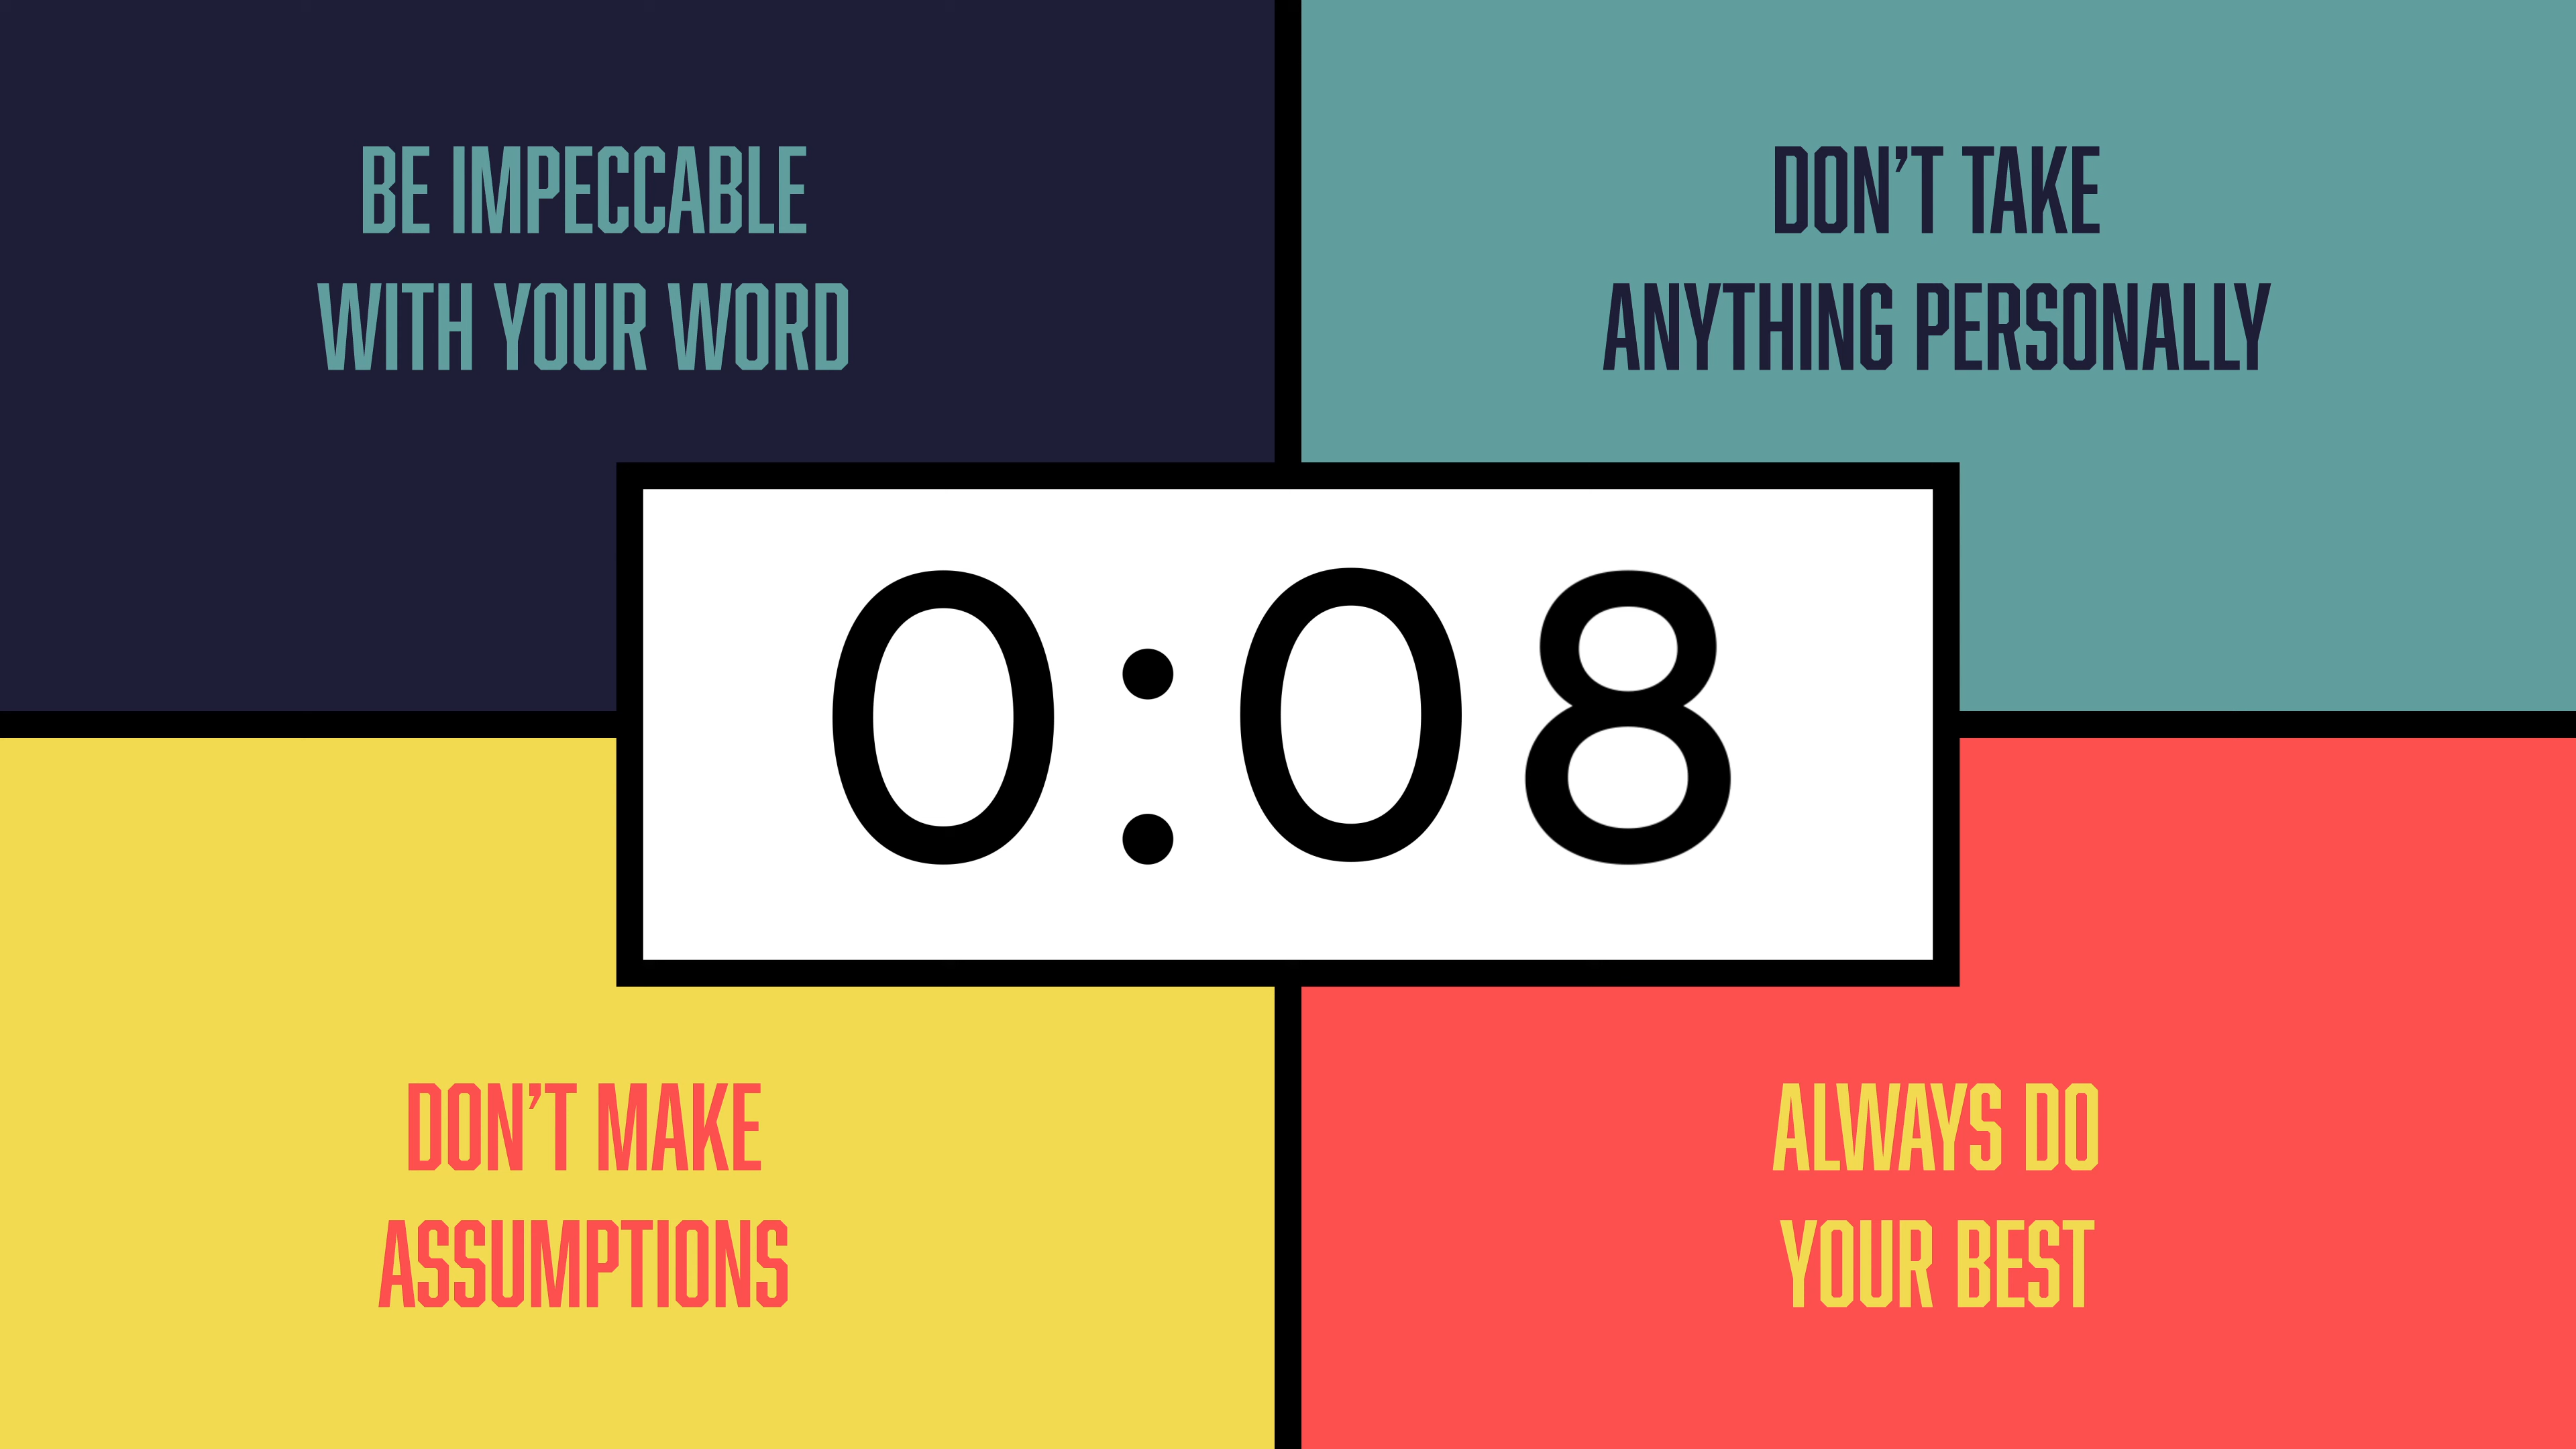 BE IMPECCABLE
WITH YOUR WORD
DON'T TAKE
ANYTHING PERSONALLY
0:08
DON'T MAKE
ASSUMPTIONS
ALWAYS DO
YOUR BEST